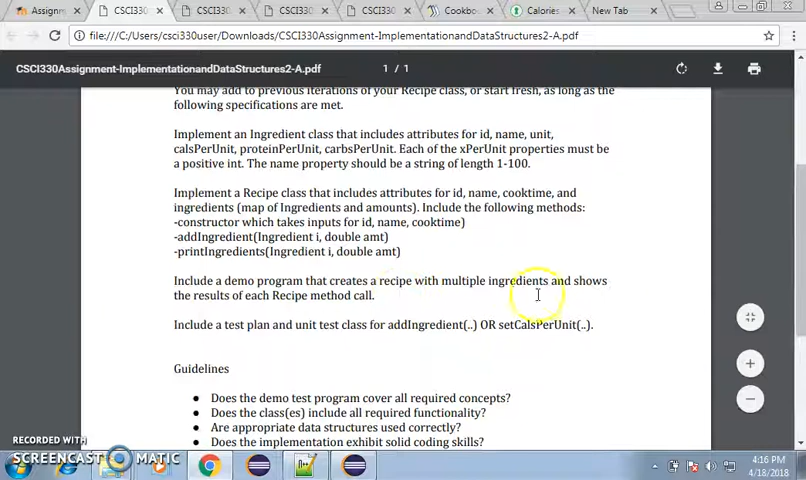 Assignm
CSCI330
CSCI330
CSCI330
CSCI330
Cookbo
Calories
New Tab
file:///C:/Users/csci330user/Downloads/CSCI330Assignment-ImplementationandDataStructures2-A.pdf
CSCI330Assignment-ImplementationandDataStructures2-A.pdf
1 / 1
You may add to previous iterations of your Recipe class, or start fresh, as long as the
following specifications are met.
Implement an Ingredient class that includes attributes for id, name, unit,
calsPerUnit, proteinPerUnit, carbsPerUnit. Each of the xPerUnit properties must be
a positive int. The name property should be a string of length 1-100.
Implement a Recipe class that includes attributes for id, name, cooktime, and
ingredients (map of Ingredients and amounts). Include the following methods:
-constructor which takes inputs for id, name, cooktime)
-addIngredient(Ingredient i, double amt)
-printIngredients(Ingredient i, double amt)
Include a demo program that creates a recipe with multiple ingredients and shows
the results of each Recipe method call.
Include a test plan and unit test class for addIngredient(..) OR setCalsPerUnit(..).
Guidelines
● Does the demo test program cover all required concepts?
● Does the class(es) include all required functionality?
● Are appropriate data structures used correctly?
● Does the implementation exhibit solid coding skills?
RECORDED WITH
SCREENCAST MATIC
4:16 PM
4/18/2018